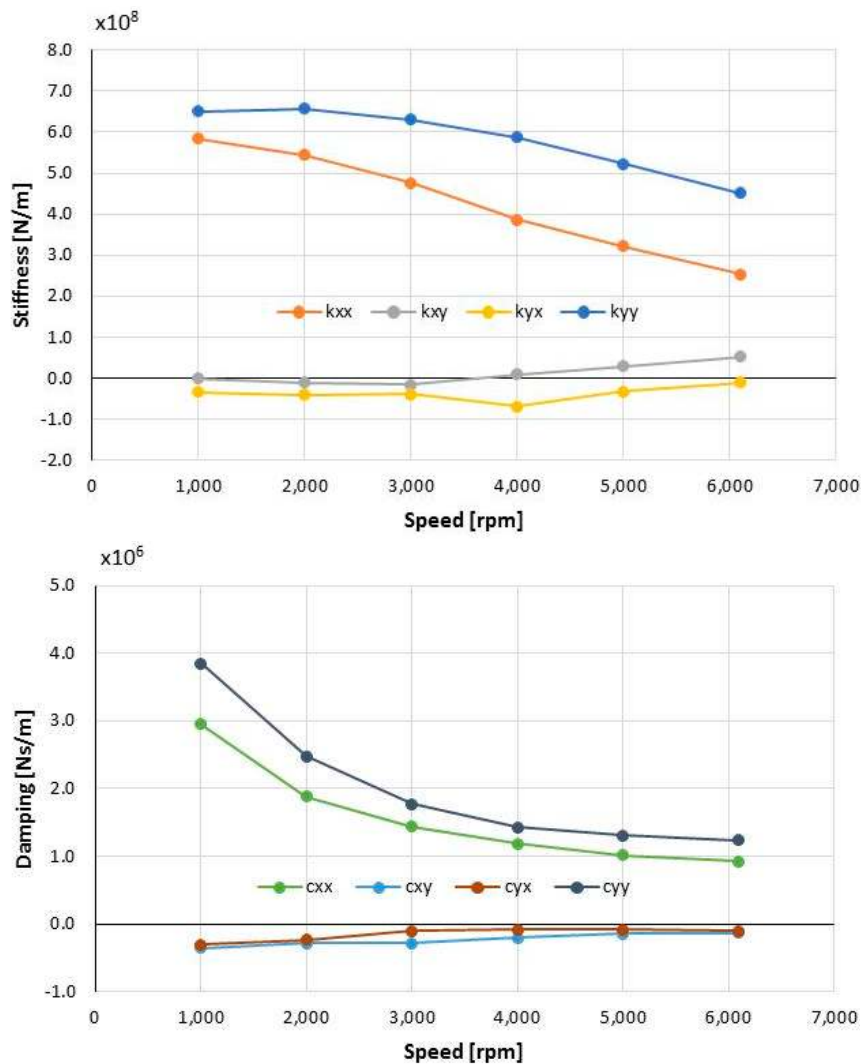 x10⁸
8.0
7.0
6.0
5.0
4.0
3.0
2.0
1.0
0.0
-1.0
-2.0
Stiffness [N/m]
kxx kxy kyx kyy
0 1,000 2,000 3,000 4,000 5,000 6,000 7,000
Speed [rpm]
x10⁶
5.0
4.0
3.0
2.0
1.0
0.0
-1.0
Damping [Ns/m]
cxx cxy cyx cyy
0 1,000 2,000 3,000 4,000 5,000 6,000 7,000
Speed [rpm]